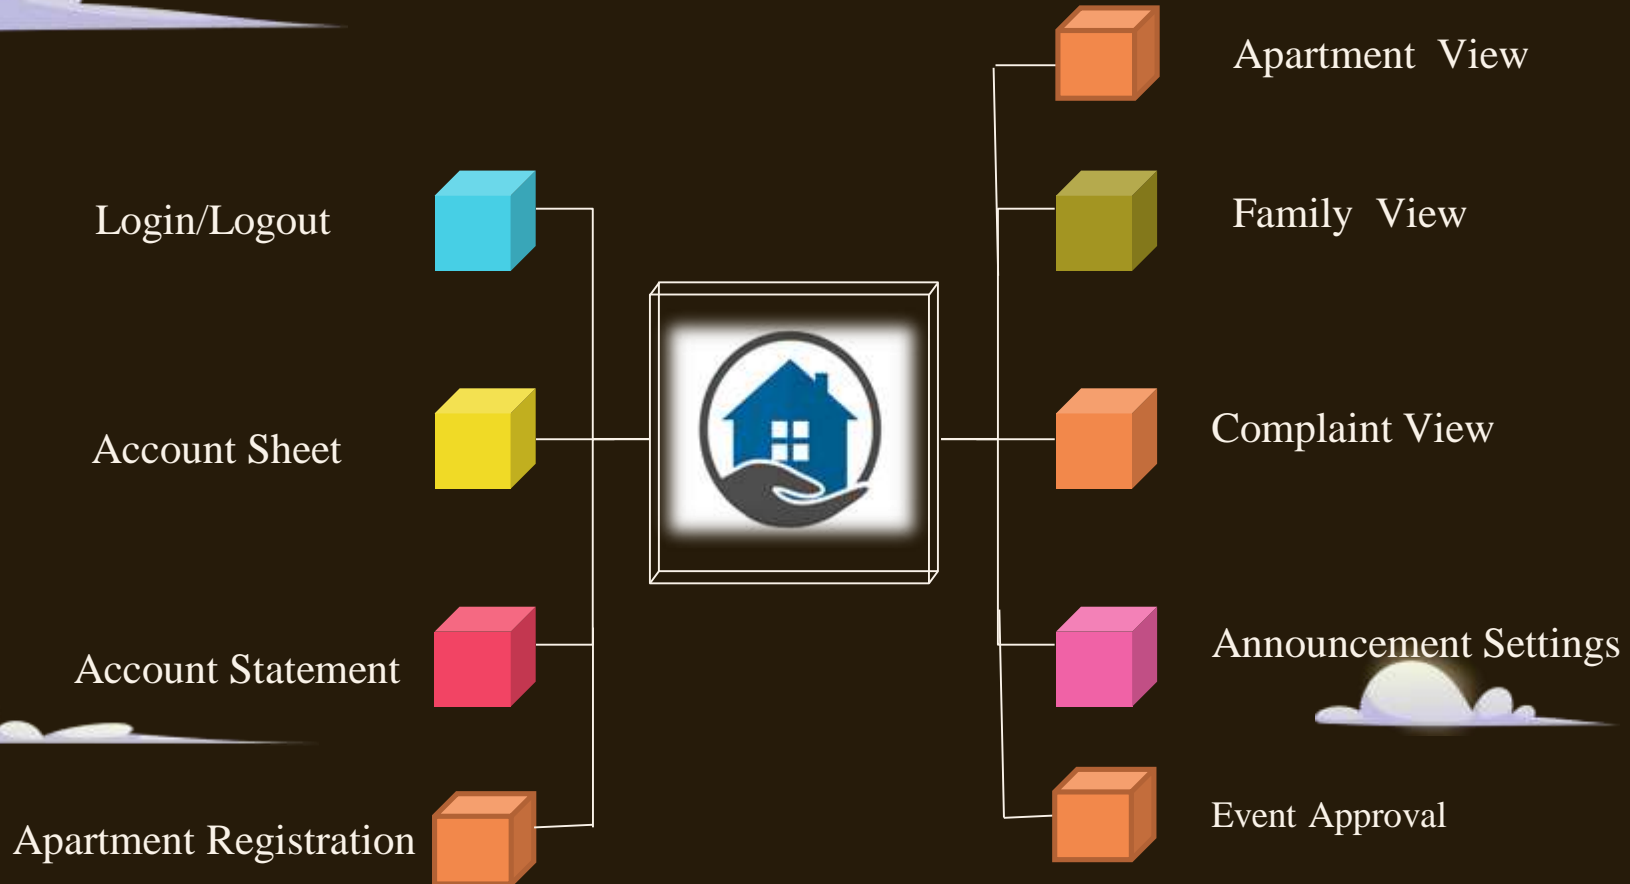 Login/Logout
Account Sheet
Account Statement
Apartment Registration
Apartment View
Family View
Complaint View
Announcement Settings
Event Approval